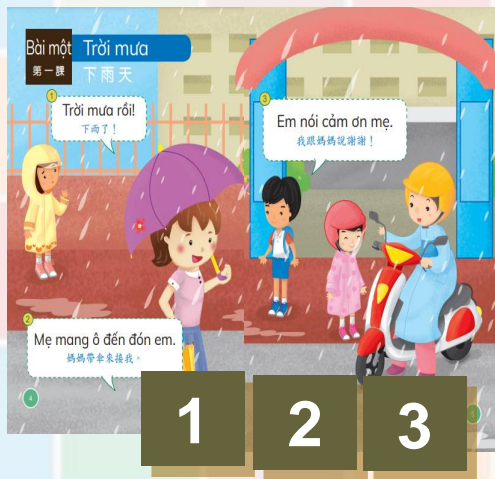 Bài một
第一課
Trời mưa
下雨天
1
Trời mưa rồi!
下雨了！
2
Mẹ mang ô đến đón em.
媽媽帶傘來接我。
3
Em nói cảm ơn mẹ.
我跟媽媽說謝謝！
4
1
2
3